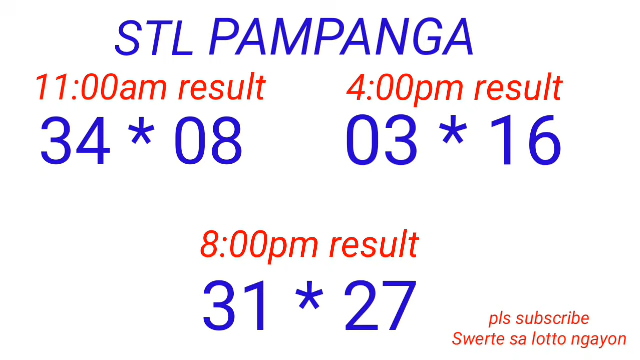 STL PAMPANGA
11:00am result
34 * 08
4:00pm result
03 * 16
8:00pm result
31 * 27
pls subscribe
Swerte sa lotto ngayon